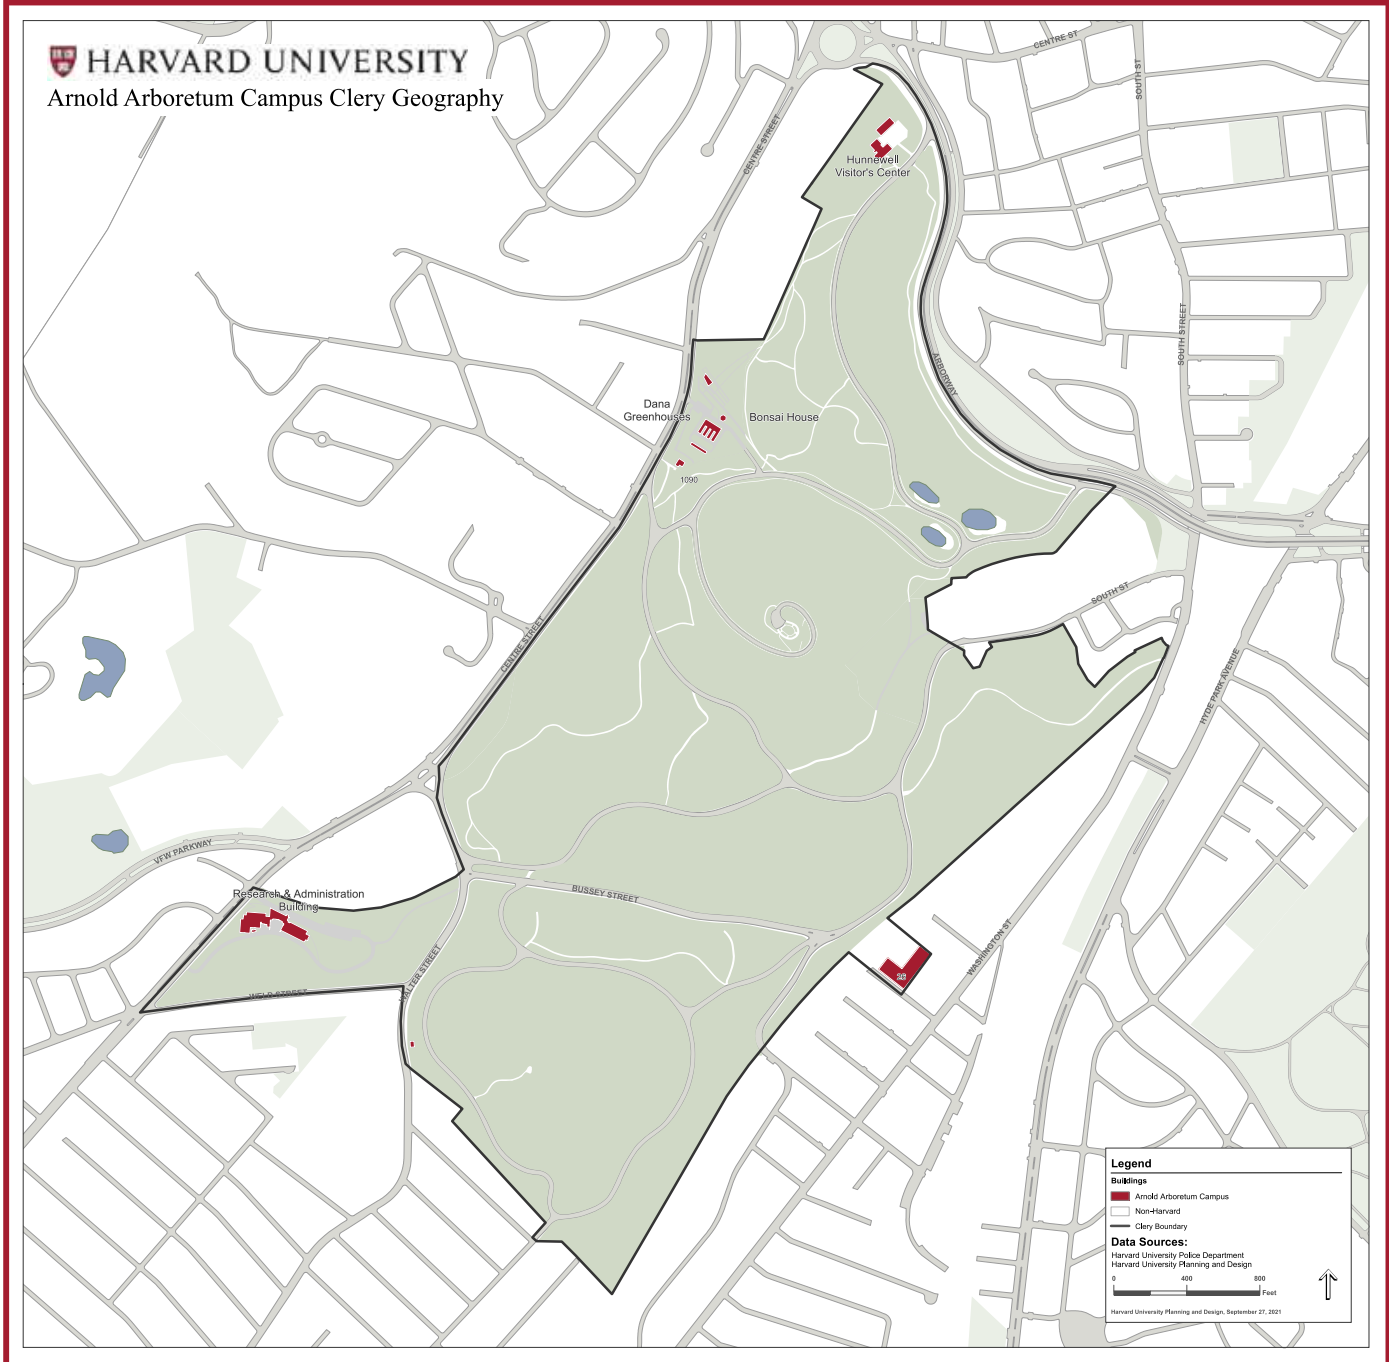 HARVARD UNIVERSITY
Arnold Arboretum Campus Clery Geography
CENTRE ST
SOUTH ST
CENTRE STREET
Hunnewell
Visitor's Center
SOUTH STREET
ARBORWAY
Dana
Greenhouses
Bonsai House
1090
SOUTH ST
CENTRE STREET
HYDE PARK AVENUE
VFW PARKWAY
Research & Administration
Building
BUSSEY STREET
WALTER STREET
WASHINGTON ST
26
WELD STREET
Legend
Buildings
Arnold Arboretum Campus
Non-Harvard
Clery Boundary
Data Sources:
Harvard University Police Department
Harvard University Planning and Design
0 400 800
Feet
Harvard University Planning and Design, September 27, 2021